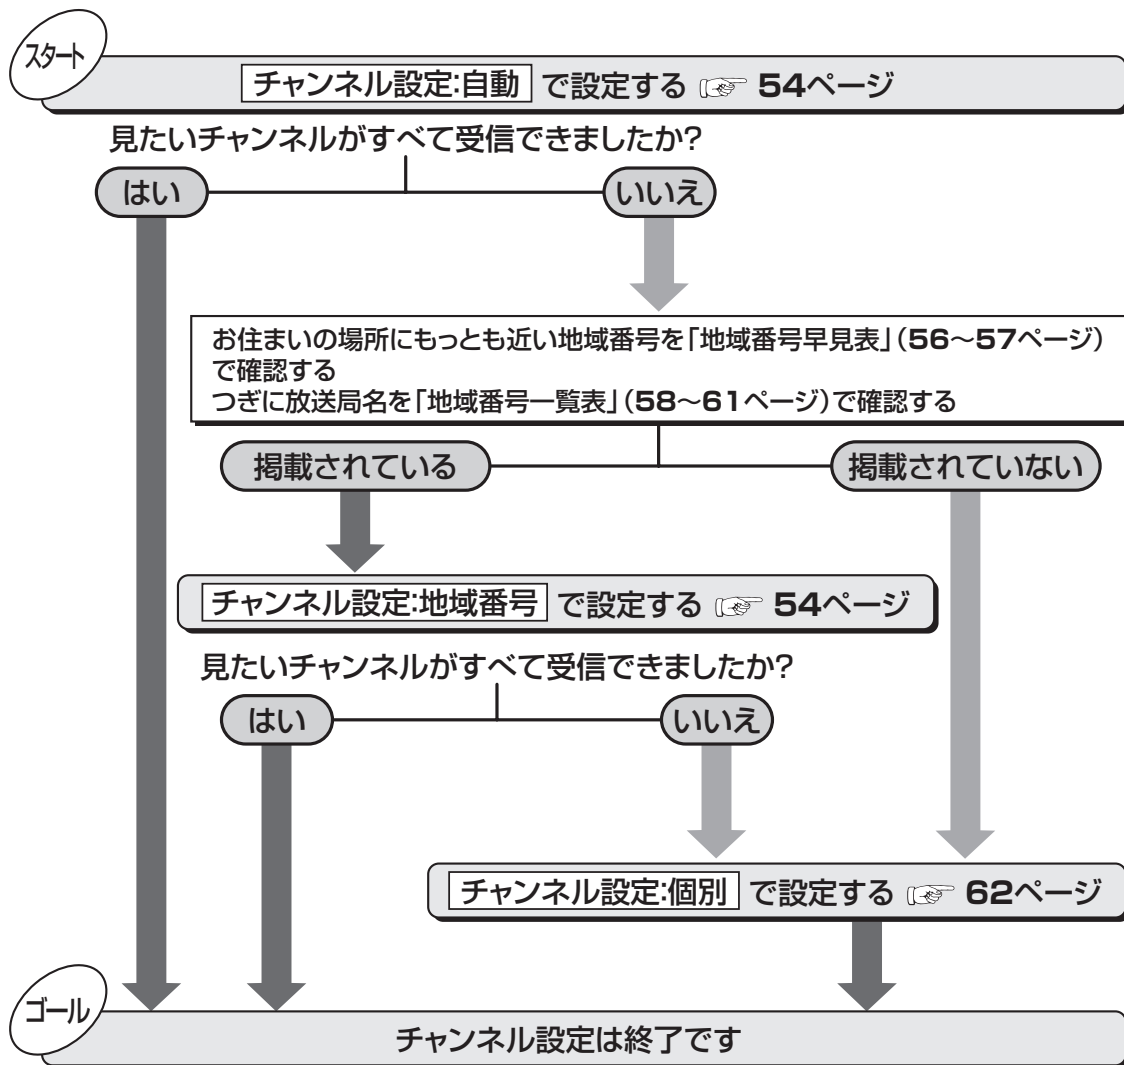 スタート
チャンネル設定:自動 で設定する ☞ 54ページ
見たいチャンネルがすべて受信できましたか?
はい
いいえ
お住まいの場所にもっとも近い地域番号を「地域番号早見表」(56〜57ページ)
で確認する
つぎに放送局名を「地域番号一覧表」(58〜61ページ)で確認する
掲載されている
掲載されていない
チャンネル設定:地域番号 で設定する ☞ 54ページ
見たいチャンネルがすべて受信できましたか?
はい
いいえ
チャンネル設定:個別 で設定する ☞ 62ページ
ゴール
チャンネル設定は終了です